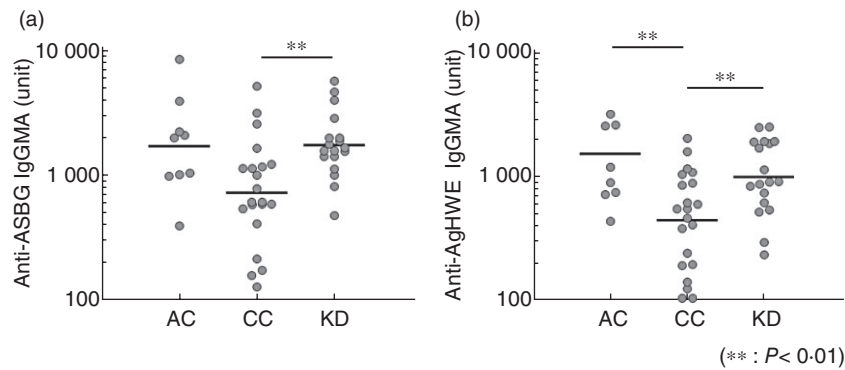 (a)
**
10 000
1 000
100
Anti-ASBG IgGMA (unit)
AC CC KD
(b)
**
**
10 000
1 000
100
Anti-AgHWE IgGMA (unit)
AC CC KD
(** : P< 0·01)